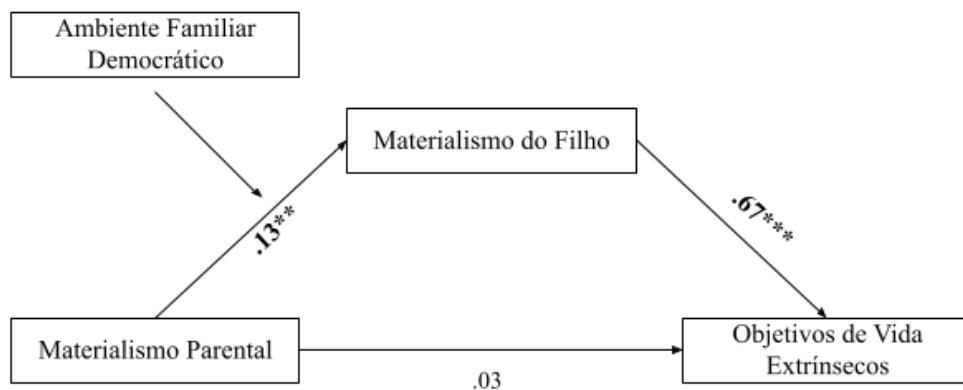 Ambiente Familiar
Democrático
Materialismo do Filho
.13**
.67***
Materialismo Parental
.03
Objetivos de Vida
Extrínsecos